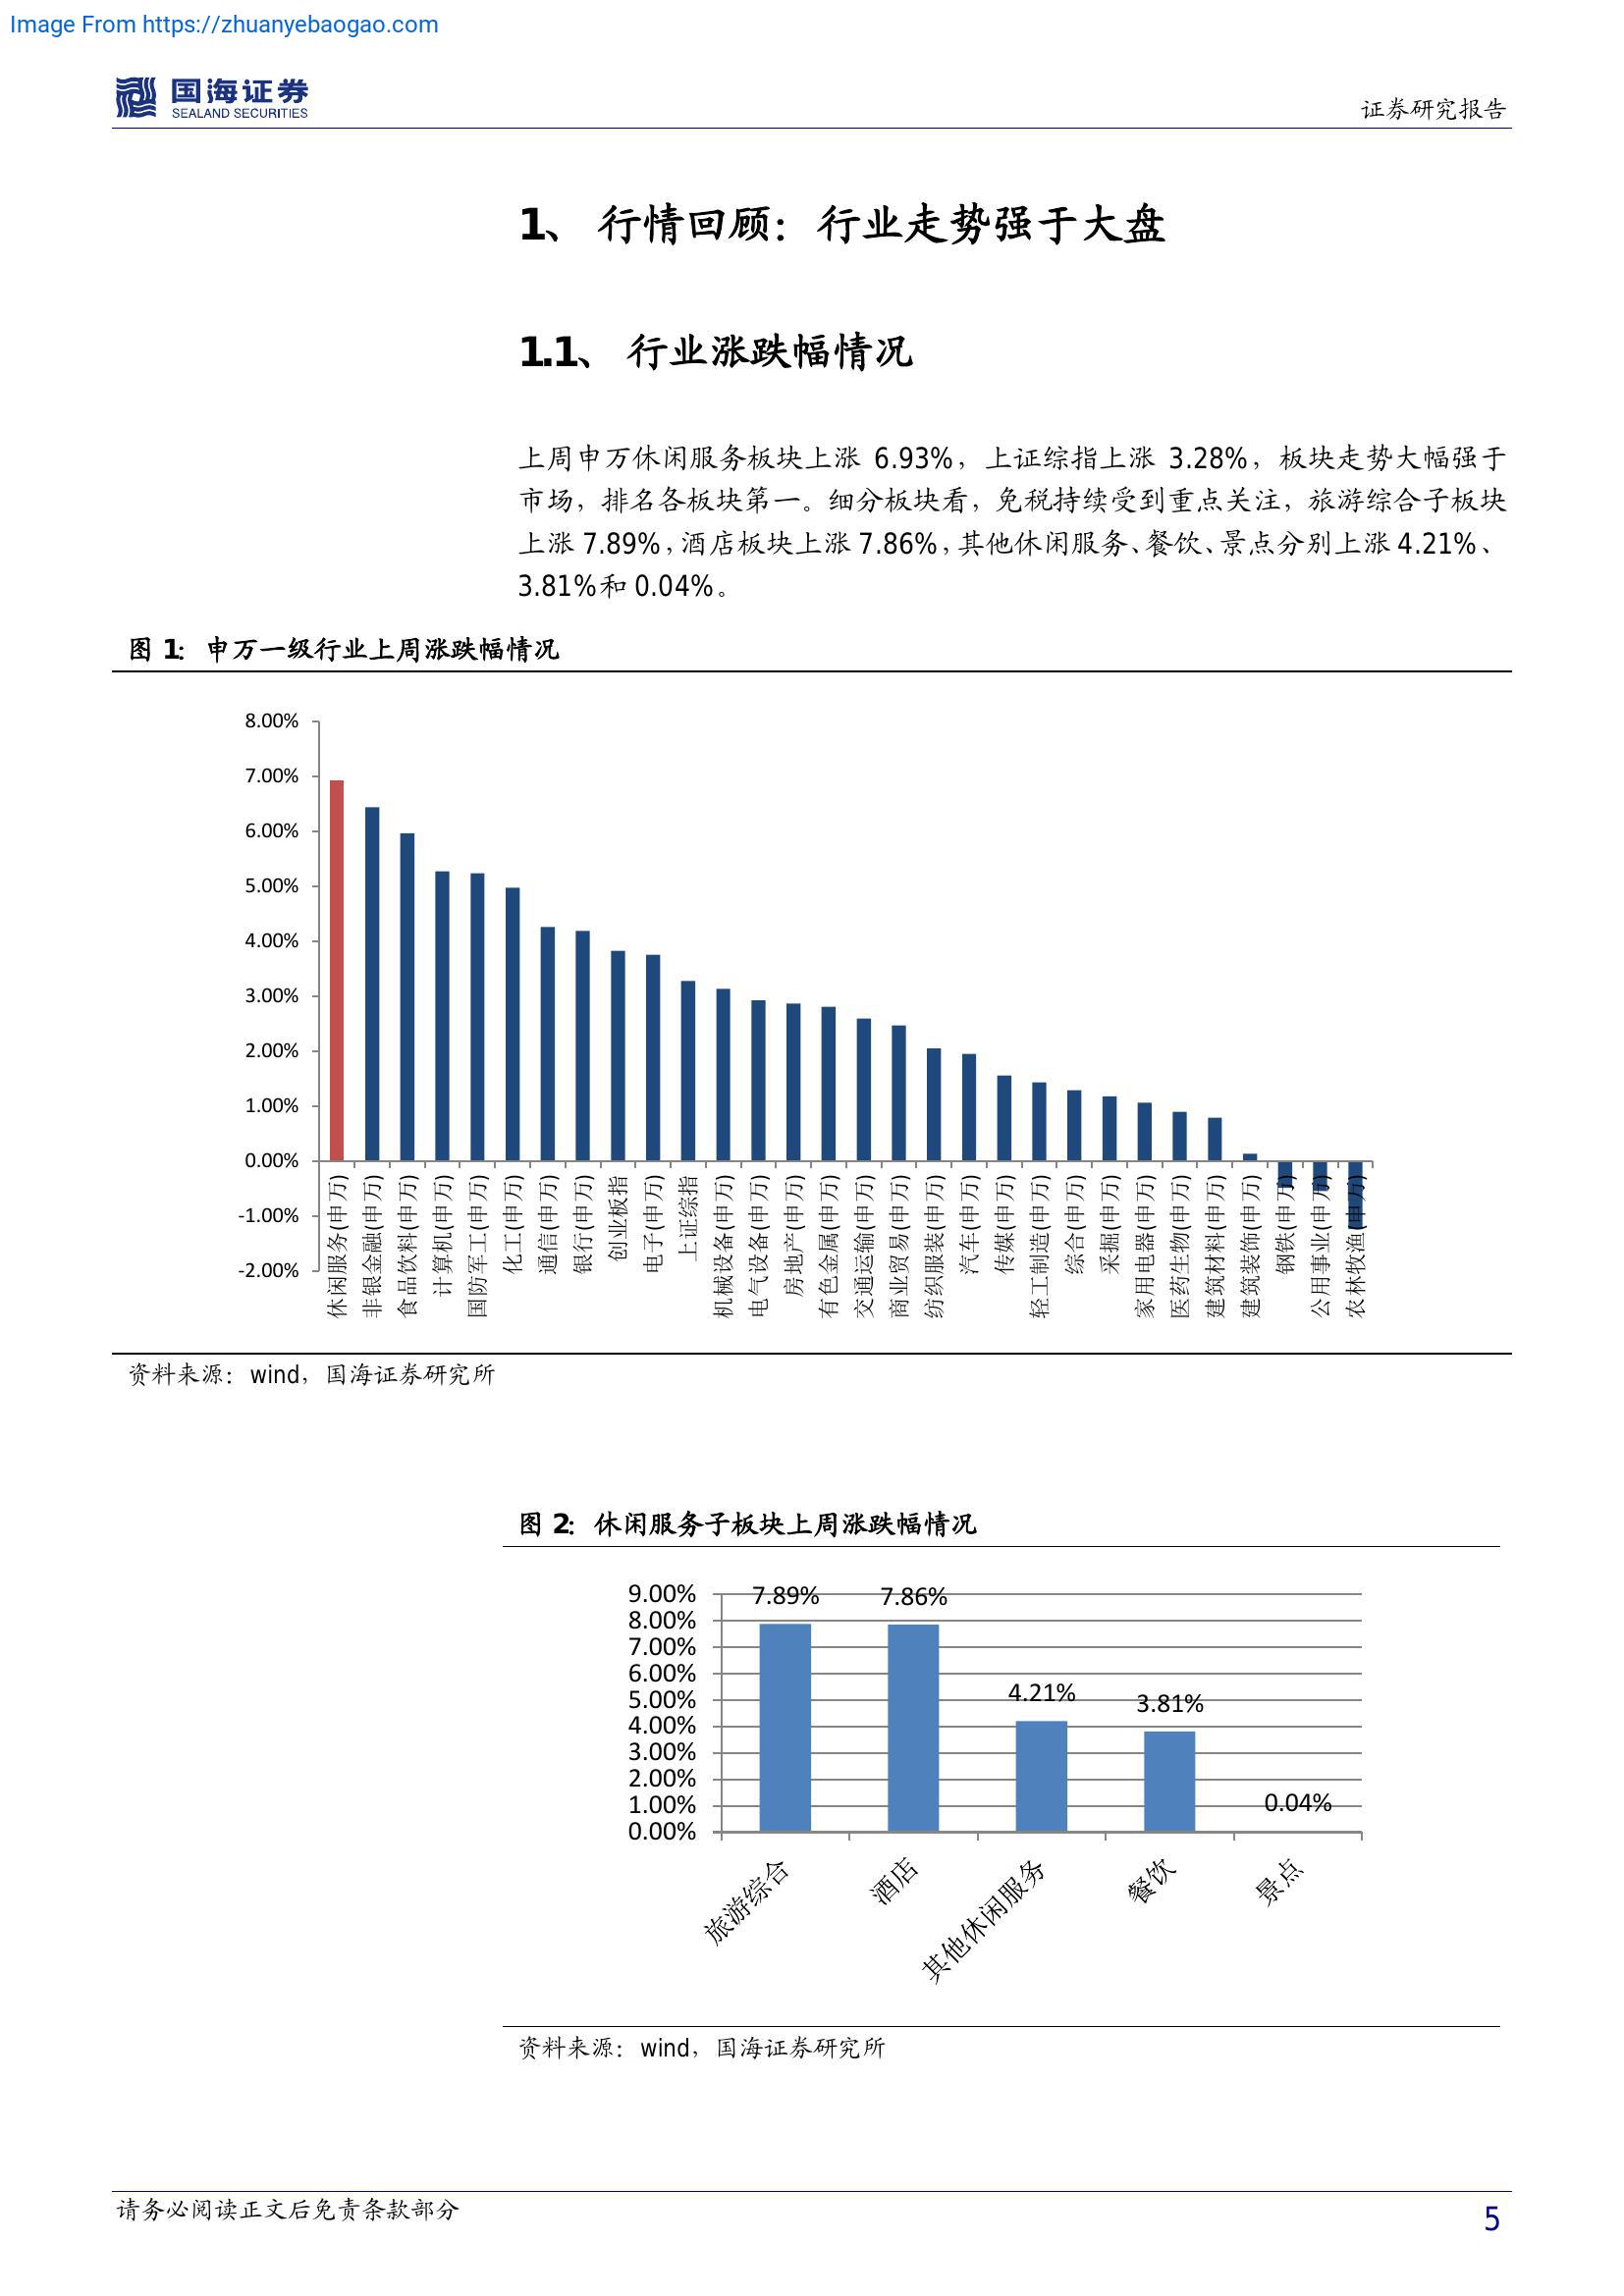 Image From https://zhuanyebaogao.com
国海证券
SEALAND SECURITIES
证券研究报告
1、 行情回顾：行业走势强于大盘
1.1、 行业涨跌幅情况
上周申万休闲服务板块上涨 6.93%，上证综指上涨 3.28%，板块走势大幅强于
市场，排名各板块第一。细分板块看，免税持续受到重点关注，旅游综合子板块
上涨 7.89%，酒店板块上涨 7.86%，其他休闲服务、餐饮、景点分别上涨 4.21%、
3.81%和 0.04%。
图 1：申万一级行业上周涨跌幅情况
8.00%
7.00%
6.00%
5.00%
4.00%
3.00%
2.00%
1.00%
0.00%
-1.00%
-2.00%
休闲服务(申万)
非银金融(申万)
食品饮料(申万)
计算机(申万)
国防军工(申万)
化工(申万)
通信(申万)
银行(申万)
创业板指
电子(申万)
上证综指
机械设备(申万)
电气设备(申万)
房地产(申万)
有色金属(申万)
交通运输(申万)
商业贸易(申万)
纺织服装(申万)
汽车(申万)
传媒(申万)
轻工制造(申万)
综合(申万)
采掘(申万)
家用电器(申万)
医药生物(申万)
建筑材料(申万)
建筑装饰(申万)
钢铁(申万)
公用事业(申万)
农林牧渔(申万)
资料来源：wind，国海证券研究所
图 2：休闲服务子板块上周涨跌幅情况
9.00%
8.00%
7.00%
6.00%
5.00%
4.00%
3.00%
2.00%
1.00%
0.00%
7.89%
7.86%
4.21%
3.81%
0.04%
旅游综合
酒店
其他休闲服务
餐饮
景点
资料来源：wind，国海证券研究所
请务必阅读正文后免责条款部分
5